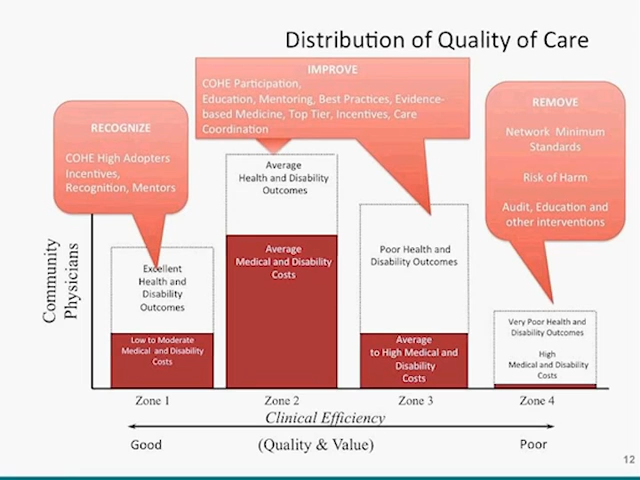 Distribution of Quality of Care
IMPROVE
COHE Participation,
Education, Mentoring, Best Practices, Evidence-
based Medicine, Top Tier, Incentives, Care
Coordination
RECOGNIZE
COHE High Adopters
Incentives,
Recognition, Mentors
REMOVE
Network Minimum
Standards
Risk of Harm
Audit, Education and
other interventions
Community
Physicians
Excellent
Health and
Disability
Outcomes
Low to Moderate
Medical and Disability
Costs
Average
Health and Disability
Outcomes
Average
Medical and Disability
Costs
Poor Health and
Disability Outcomes
Average
to High Medical and
Disability
Costs
Very Poor Health and
Disability Outcomes
High
Medical and Disability
Costs
Zone 1
Zone 2
Zone 3
Zone 4
Clinical Efficiency
Good
(Quality & Value)
Poor
12